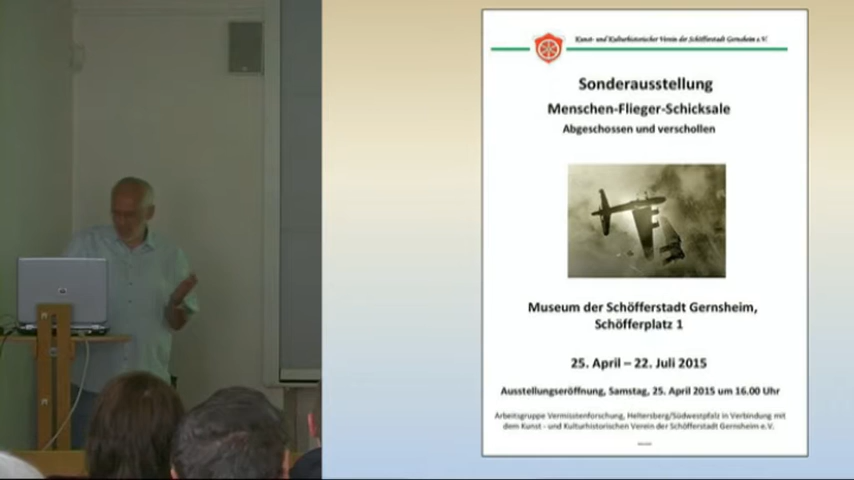 Kunst- und Kulturhistorischer Verein der Schöfferstadt Gernsheim e.V.
Sonderausstellung
Menschen-Flieger-Schicksale
Abgeschossen und verschollen
Museum der Schöfferstadt Gernsheim,
Schöfferplatz 1
25. April – 22. Juli 2015
Ausstellungseröffnung, Samstag, 25. April 2015 um 16.00 Uhr
Arbeitsgruppe Vermisstenforschung, Heltersberg/Südwestpfalz in Verbindung mit
dem Kunst - und Kulturhistorischen Verein der Schöfferstadt Gernsheim e.V.